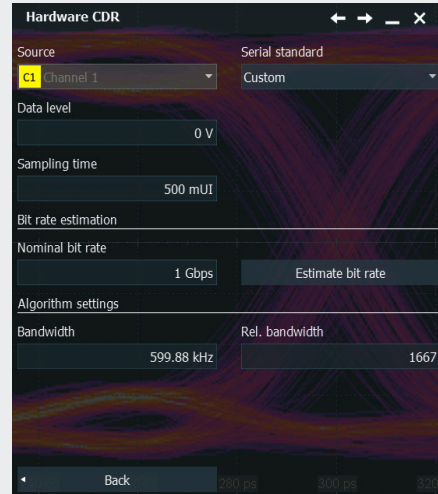 Hardware CDR
Source
Serial standard
C1 Channel 1
Custom
Data level
0 V
Sampling time
500 mUI
Bit rate estimation
Nominal bit rate
1 Gbps
Estimate bit rate
Algorithm settings
Bandwidth
Rel. bandwidth
599.88 kHz
1667
Back
280 ps
300 ps
320